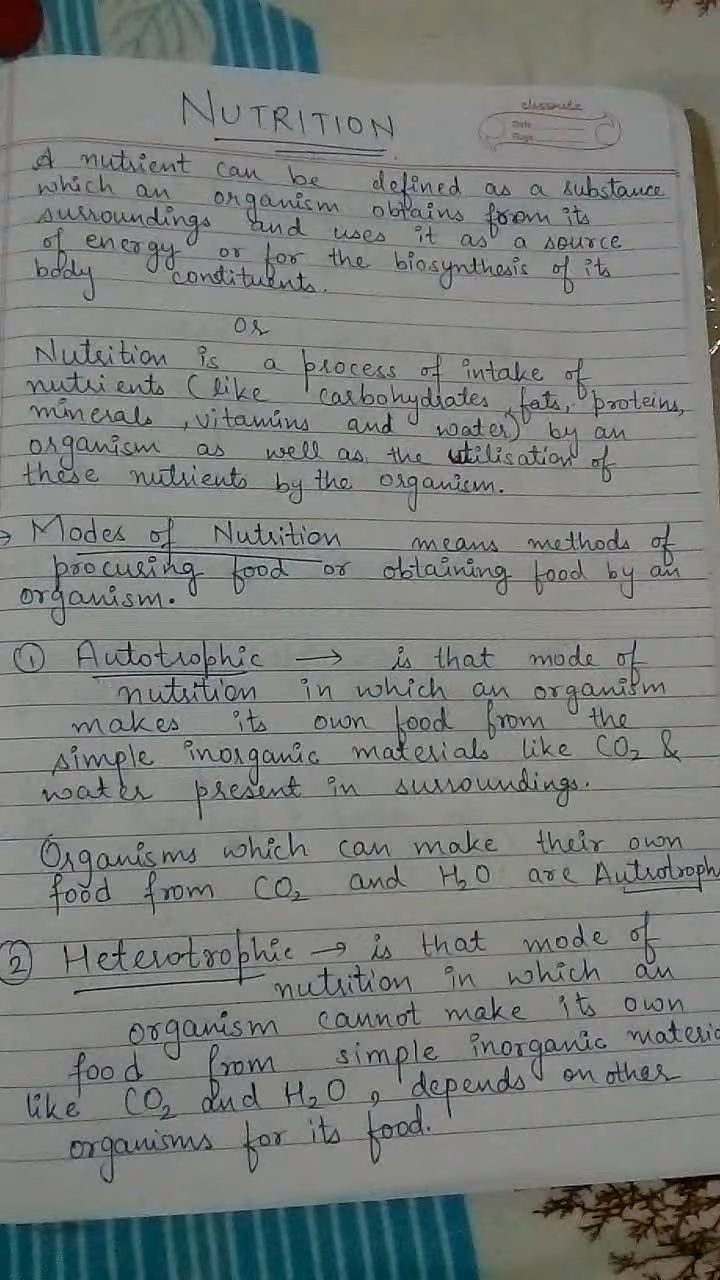 NUTRITION
classmate
Date
Page
A nutrient can be defined as a substance
which an organism obtains from its
surroundings and uses it as a source
of energy or for the biosynthesis of its
body constituents.
or
Nutrition is a process of intake of
nutrients (like carbohydrates, fats, proteins,
minerals, vitamins and water) by an
organism as well as the utilisation of
these nutrients by the organism.
→ Modes of Nutrition means methods of
procuring food or obtaining food by an
organism.
① Autotrophic → is that mode of
nutrition in which an organism
makes its own food from the
simple inorganic materials like CO₂ &
water present in surroundings.
Organisms which can make their own
food from CO₂ and H₂O are Autotroph
② Heterotrophic → is that mode of
nutrition in which an
organism cannot make its own
food from simple inorganic materia
like CO₂ and H₂O, depends on other
organisms for its food.